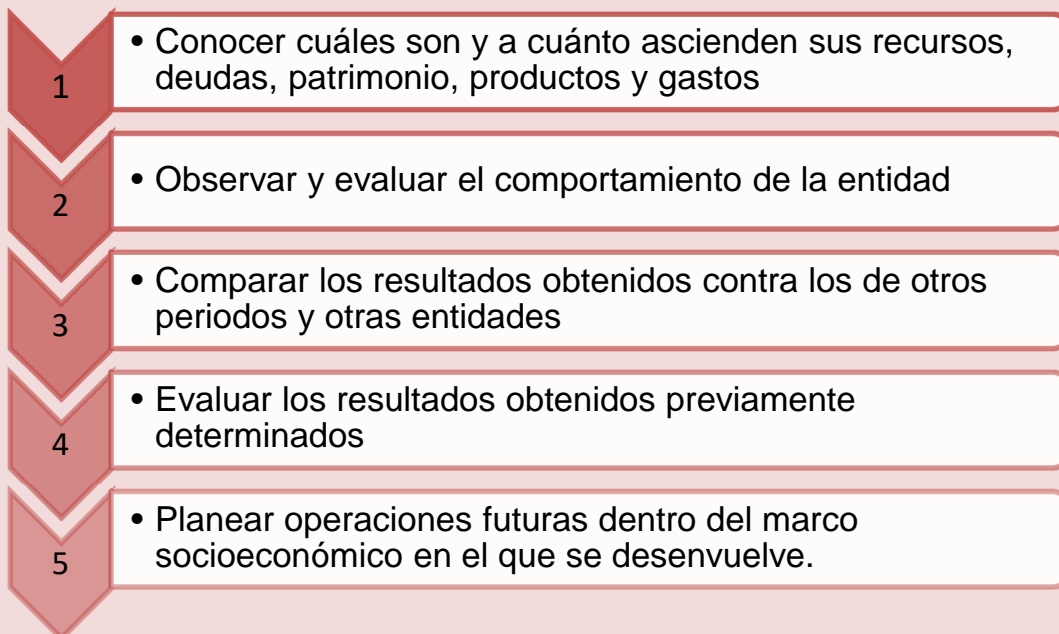 1
• Conocer cuáles son y a cuánto ascienden sus recursos,
deudas, patrimonio, productos y gastos
2
• Observar y evaluar el comportamiento de la entidad
3
• Comparar los resultados obtenidos contra los de otros
periodos y otras entidades
4
• Evaluar los resultados obtenidos previamente
determinados
5
• Planear operaciones futuras dentro del marco
socioeconómico en el que se desenvuelve.